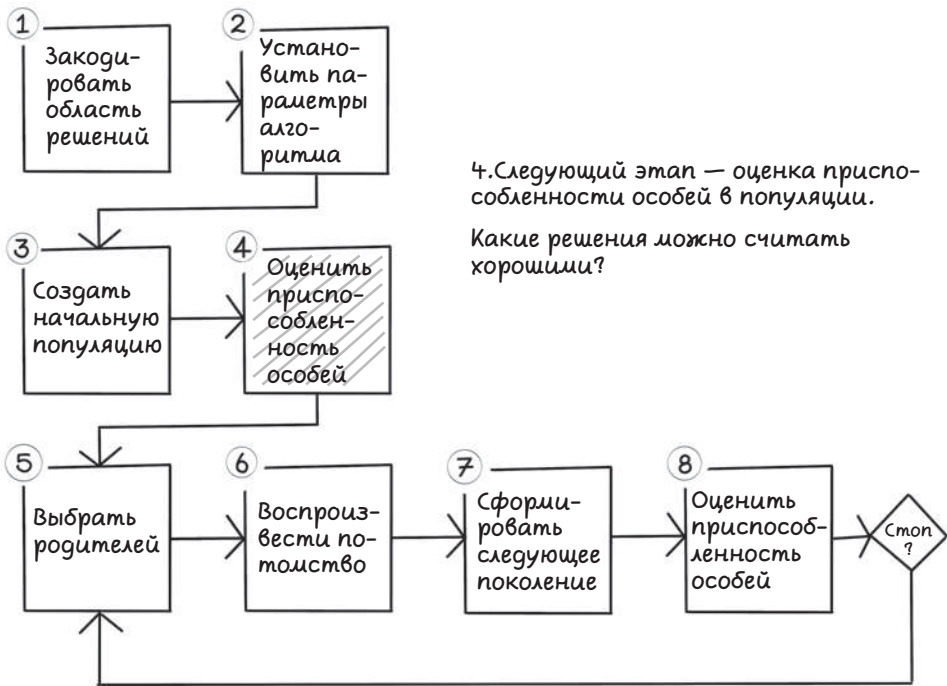 1
Закоди-
ровать
область
решений
2
Устано-
вить па-
раметры
алго-
ритма
4.Следующий этап — оценка приспо-
собленности особей в популяции.
Какие решения можно считать
хорошими?
3
Создать
начальную
популяцию
4
Оценить
приспо-
соблен-
ность
особей
5
Выбрать
родителей
6
Воспроиз-
вести по-
томство
7
Сформи-
ровать
следующее
поколение
8
Оценить
приспособ-
ленность
особей
Стоп
?